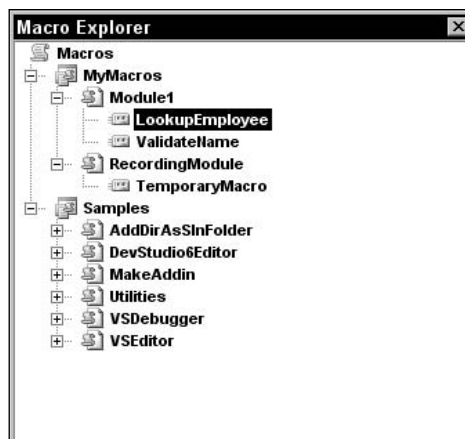 Macro Explorer
Macros
MyMacros
Module1
LookupEmployee
ValidateName
RecordingModule
TemporaryMacro
Samples
AddDirAsSlnFolder
DevStudio6Editor
MakeAddin
Utilities
VSDebugger
VSEditor